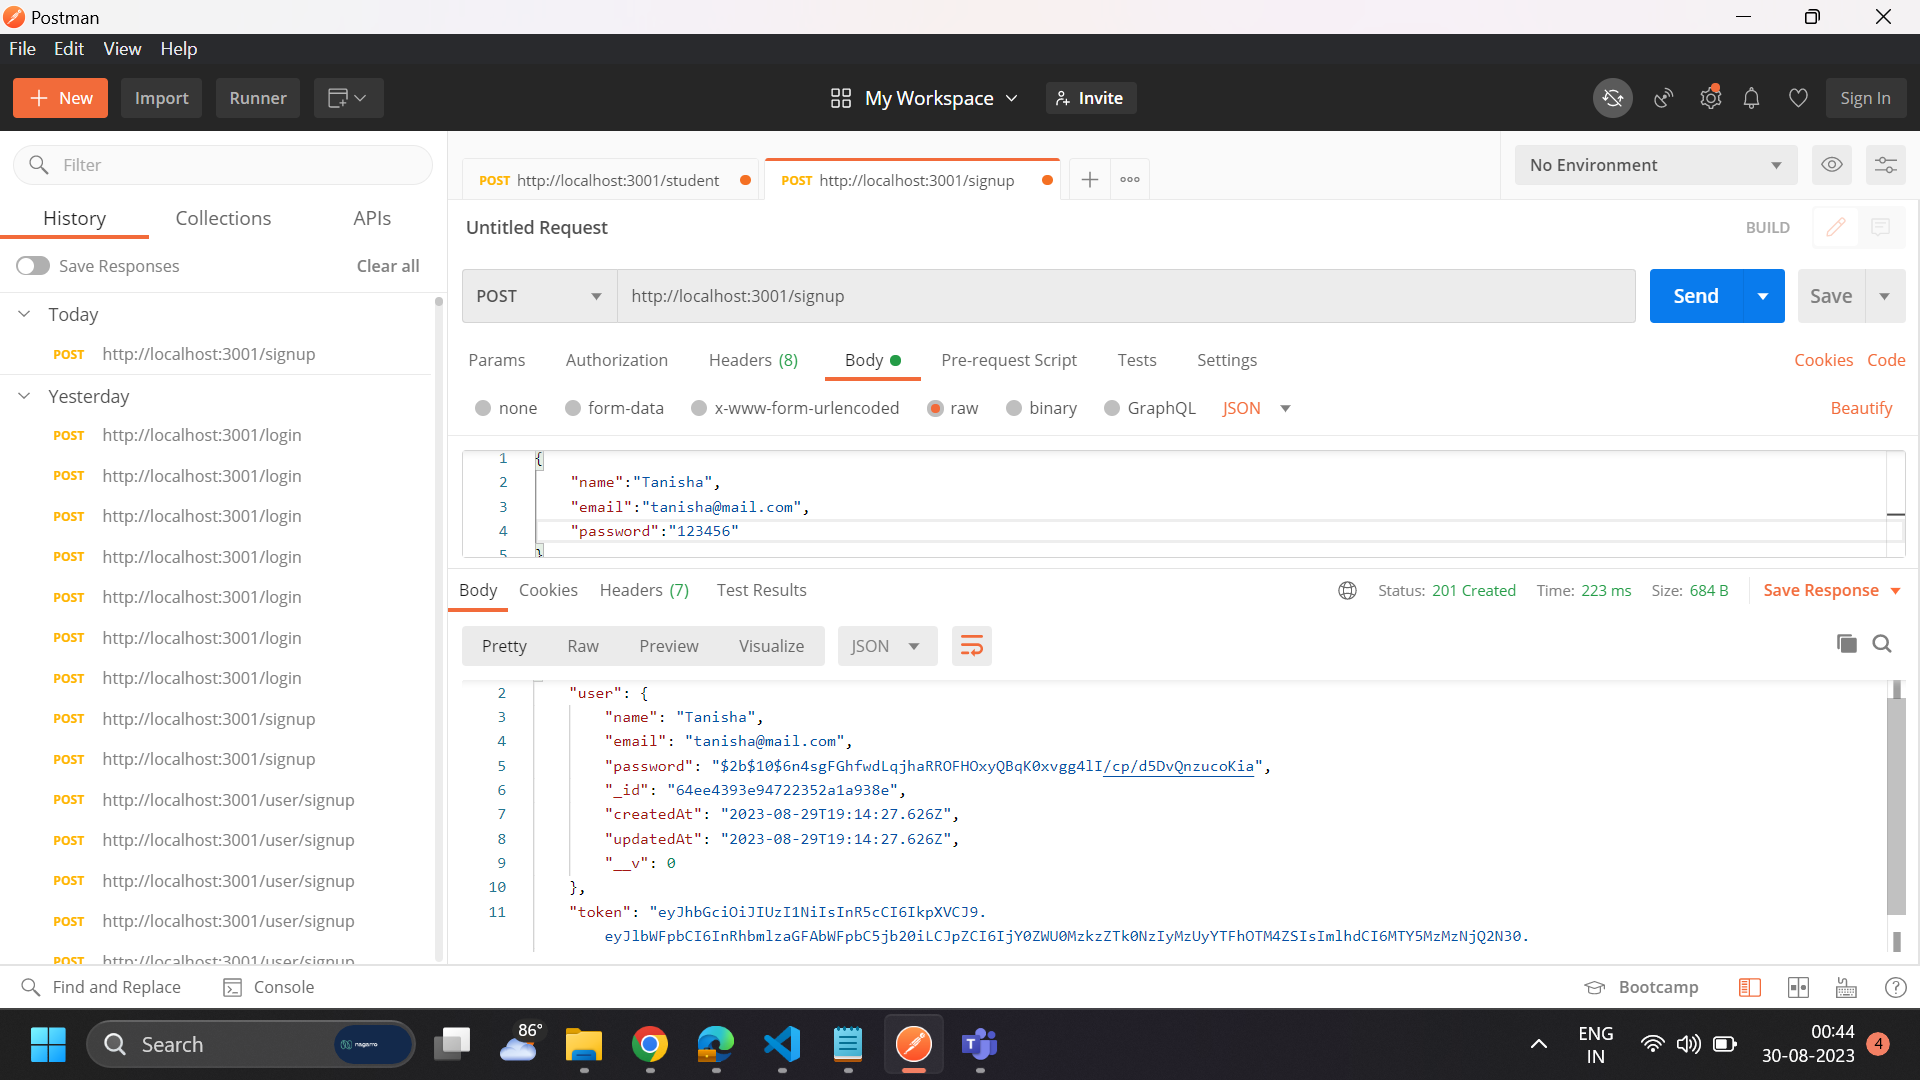 Postman
File Edit View Help
New Import Runner My Workspace Invite Sign In
Filter
History Collections APIs
Save Responses Clear all
Today
POST http://localhost:3001/signup
Yesterday
POST http://localhost:3001/login
POST http://localhost:3001/login
POST http://localhost:3001/login
POST http://localhost:3001/login
POST http://localhost:3001/login
POST http://localhost:3001/login
POST http://localhost:3001/login
POST http://localhost:3001/signup
POST http://localhost:3001/signup
POST http://localhost:3001/user/signup
POST http://localhost:3001/user/signup
POST http://localhost:3001/user/signup
POST http://localhost:3001/user/signup
POST http://localhost:3001/user/signup
POST http://localhost:3001/student POST http://localhost:3001/signup No Environment
Untitled Request BUILD
POST http://localhost:3001/signup Send Save
Params Authorization Headers (8) Body Pre-request Script Tests Settings Cookies Code
none form-data x-www-form-urlencoded raw binary GraphQL JSON Beautify
1 {
2 "name":"Tanisha",
3 "email":"tanisha@mail.com",
4 "password":"123456"
5 }
Body Cookies Headers (7) Test Results Status: 201 Created Time: 223 ms Size: 684 B Save Response
Pretty Raw Preview Visualize JSON
2 "user": {
3 "name": "Tanisha",
4 "email": "tanisha@mail.com",
5 "password": "$2b$10$6n4sgFGhfwdLqjhaRROFHOxyQBqK0xvgg4lI/cp/d5DvQnzucoKia",
6 "_id": "64ee4393e94722352a1a938e",
7 "createdAt": "2023-08-29T19:14:27.626Z",
8 "updatedAt": "2023-08-29T19:14:27.626Z",
9 "__v": 0
10 },
11 "token": "eyJhbGciOiJIUzI1NiIsInR5cCI6IkpXVCJ9.
eyJlbWFpbCI6InRhbmlzaGFAbWFpbC5jb20iLCJpZCI6IjY0ZWU0MzkzZTk0NzIyMzUyYTFhOTM4ZSIsImlhdCI6MTY5MzMzNjQ2N30.
Find and Replace Console Bootcamp
Search nagarro 86° ENG IN 00:44 30-08-2023 4